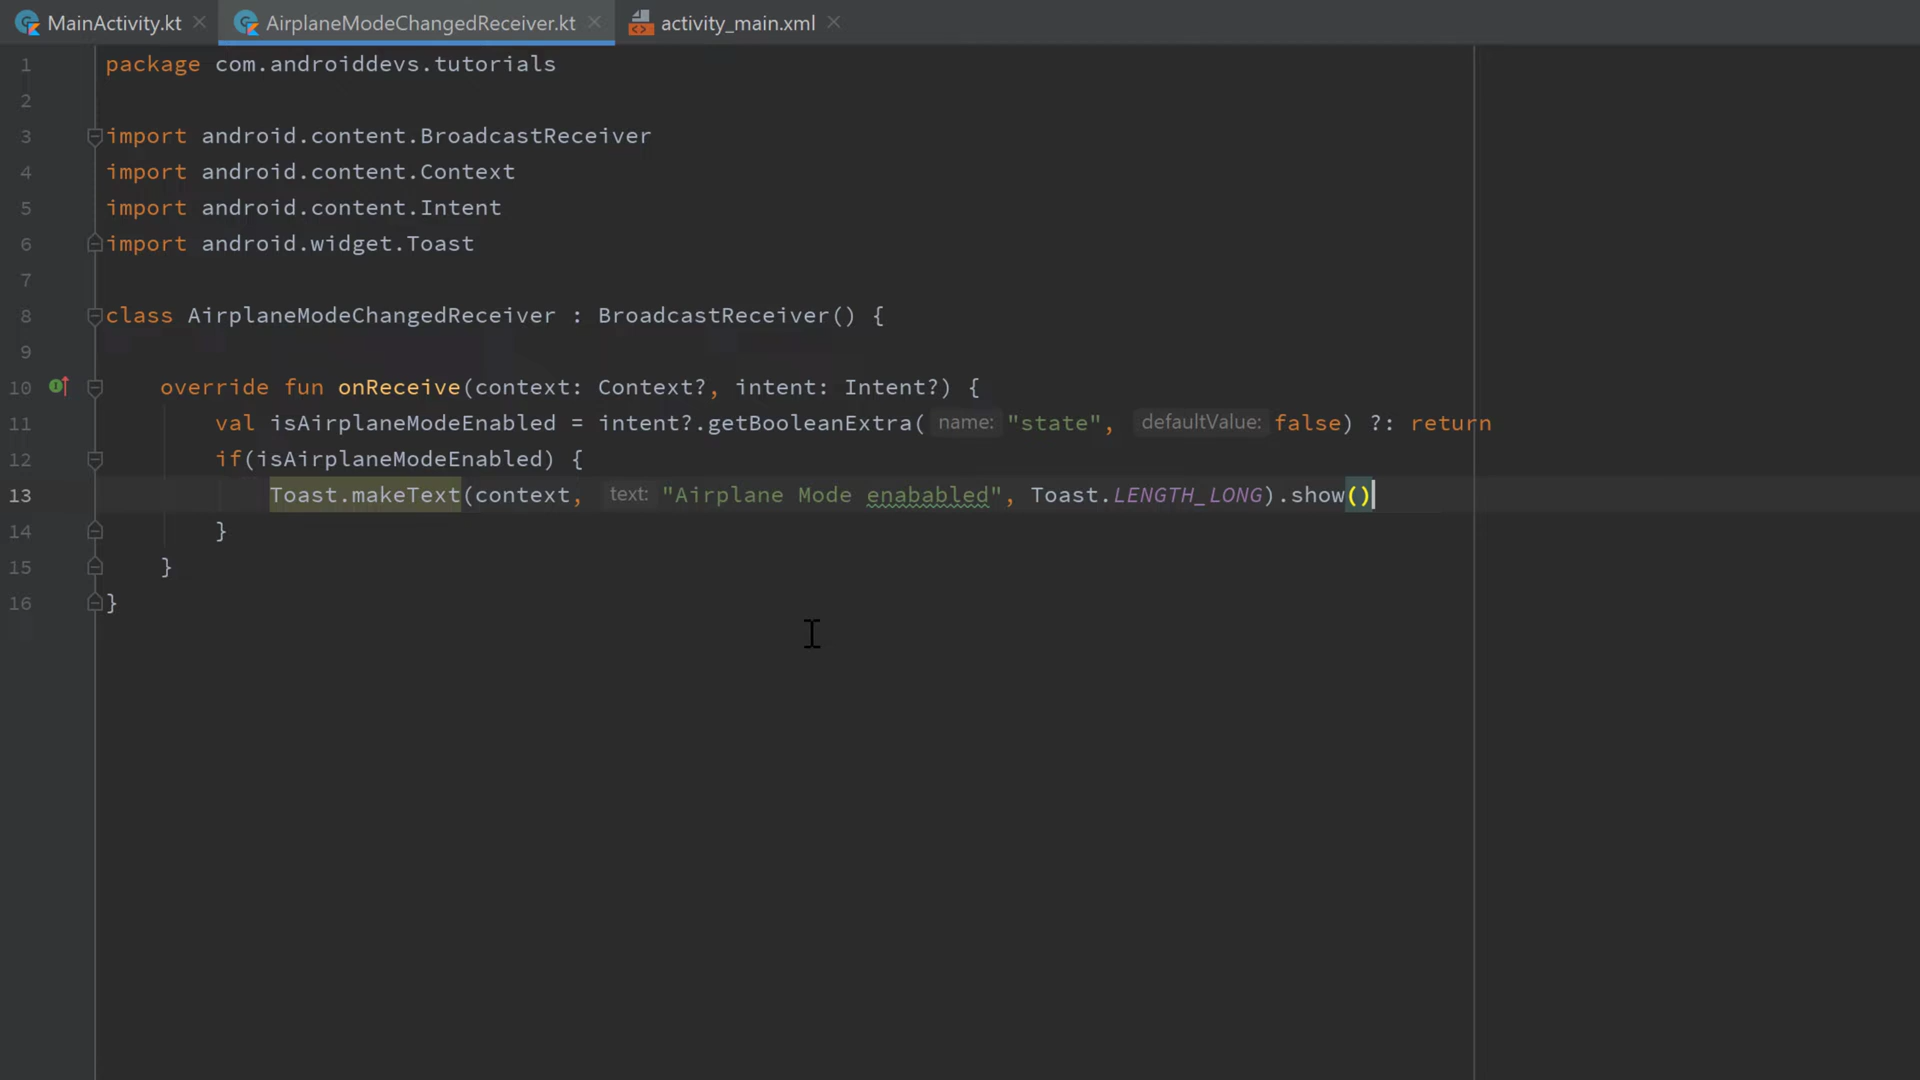 MainActivity.kt
AirplaneModeChangedReceiver.kt
activity_main.xml
1 package com.androiddevs.tutorials
2
3 import android.content.BroadcastReceiver
4 import android.content.Context
5 import android.content.Intent
6 import android.widget.Toast
7
8 class AirplaneModeChangedReceiver : BroadcastReceiver() {
9
10 override fun onReceive(context: Context?, intent: Intent?) {
11 val isAirplaneModeEnabled = intent?.getBooleanExtra( name: "state", defaultValue: false) ?: return
12 if(isAirplaneModeEnabled) {
13 Toast.makeText(context, text: "Airplane Mode enababled", Toast.LENGTH_LONG).show()
14 }
15 }
16 }